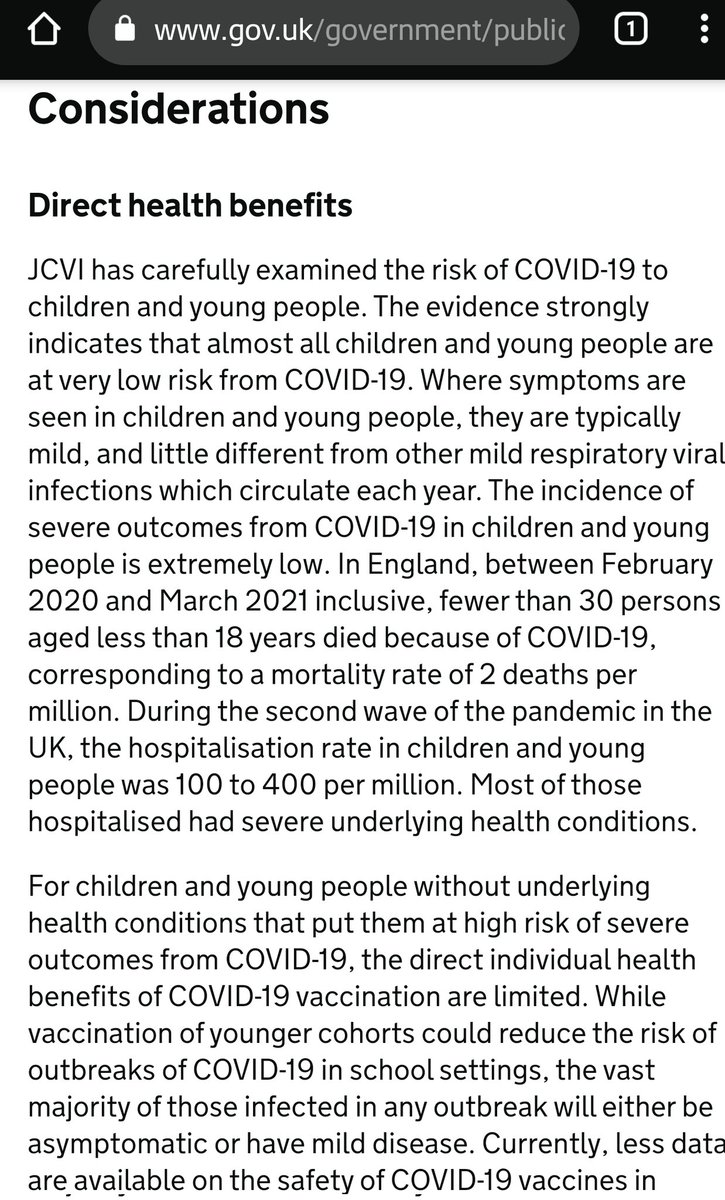 www.gov.uk/government/public
1
Considerations
Direct health benefits
JCVI has carefully examined the risk of COVID-19 to
children and young people. The evidence strongly
indicates that almost all children and young people are
at very low risk from COVID-19. Where symptoms are
seen in children and young people, they are typically
mild, and little different from other mild respiratory viral
infections which circulate each year. The incidence of
severe outcomes from COVID-19 in children and young
people is extremely low. In England, between February
2020 and March 2021 inclusive, fewer than 30 persons
aged less than 18 years died because of COVID-19,
corresponding to a mortality rate of 2 deaths per
million. During the second wave of the pandemic in the
UK, the hospitalisation rate in children and young
people was 100 to 400 per million. Most of those
hospitalised had severe underlying health conditions.
For children and young people without underlying
health conditions that put them at high risk of severe
outcomes from COVID-19, the direct individual health
benefits of COVID-19 vaccination are limited. While
vaccination of younger cohorts could reduce the risk of
outbreaks of COVID-19 in school settings, the vast
majority of those infected in any outbreak will either be
asymptomatic or have mild disease. Currently, less data
are available on the safety of COVID-19 vaccines in